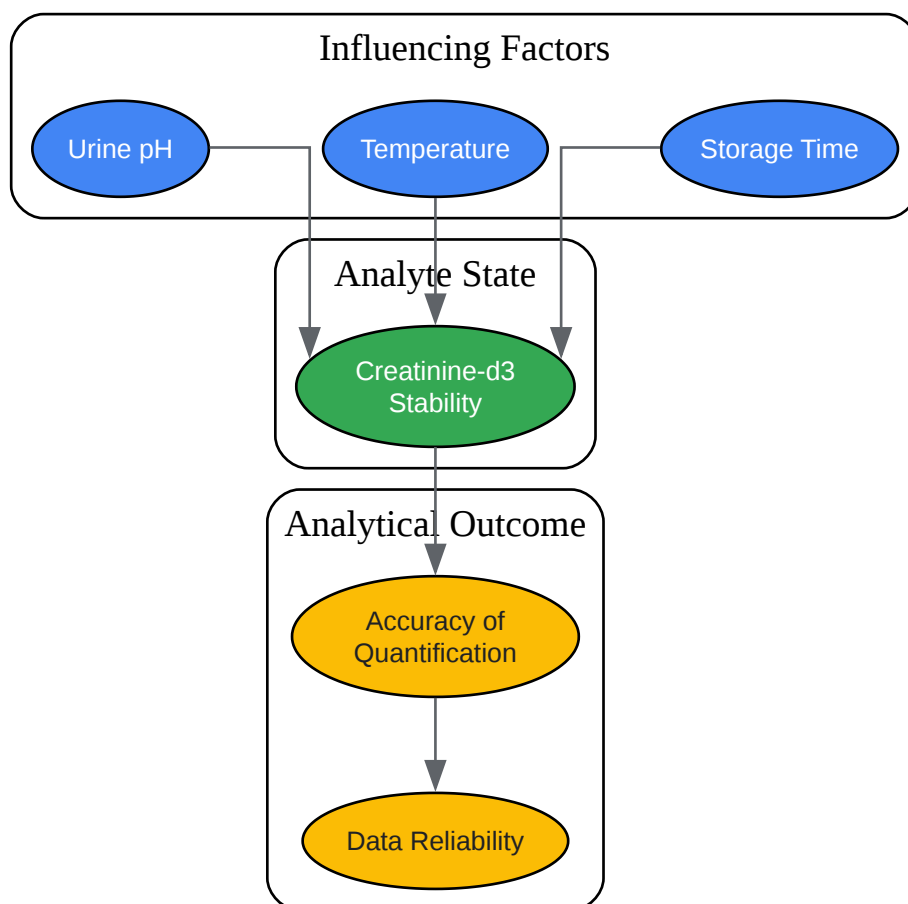 Influencing Factors
Urine pH
Temperature
Storage Time
Analyte State
Creatinine-d3
Stability
Analytical Outcome
Accuracy of
Quantification
Data Reliability